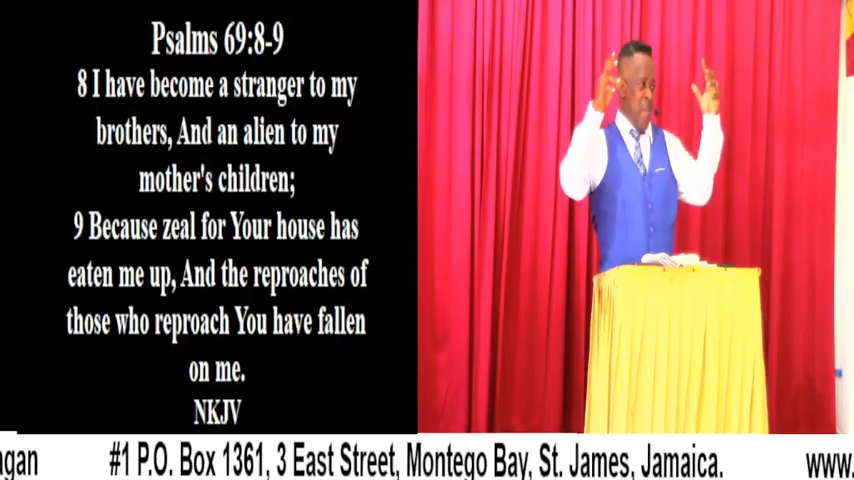 Psalms 69:8-9
8 I have become a stranger to my
brothers, And an alien to my
mother's children;
9 Because zeal for Your house has
eaten me up, And the reproaches of
those who reproach You have fallen
on me.
NKJV
#1 P.O. Box 1361, 3 East Street, Montego Bay, St. James, Jamaica.
www.